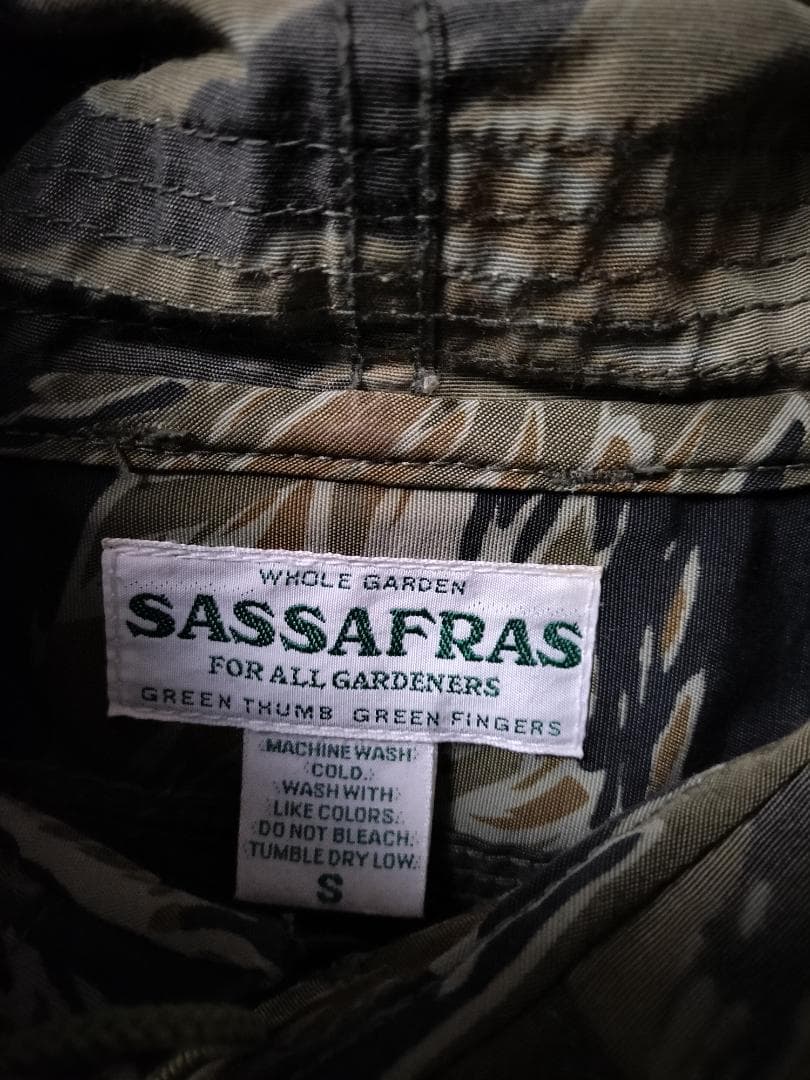 WHOLE GARDEN
SASSAFRAS
FOR ALL GARDENERS
GREEN THUMB GREEN FINGERS
MACHINE WASH
COLD.
WASH WITH
LIKE COLORS.
DO NOT BLEACH.
TUMBLE DRY LOW.
S